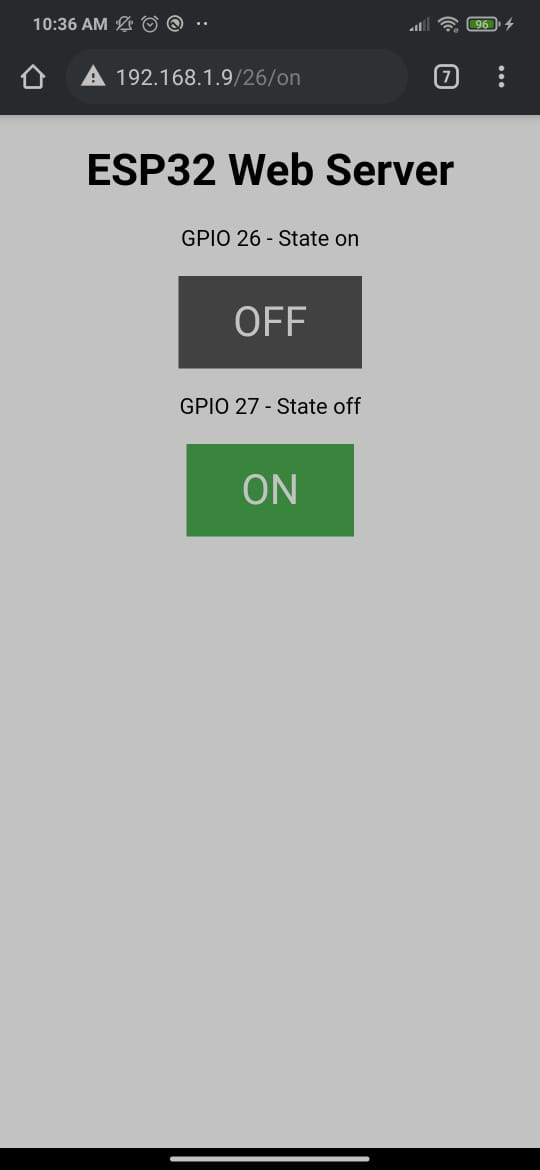 10:36 AM
96
192.168.1.9/26/on
7
ESP32 Web Server
GPIO 26 - State on
OFF
GPIO 27 - State off
ON